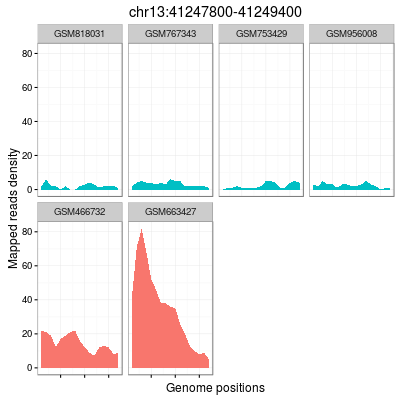 chr13:41247800-41249400
GSM818031 GSM767343 GSM753429 GSM956008
80
60
40
20
0
Mapped reads density
GSM466732 GSM663427
80
60
40
20
0
Genome positions